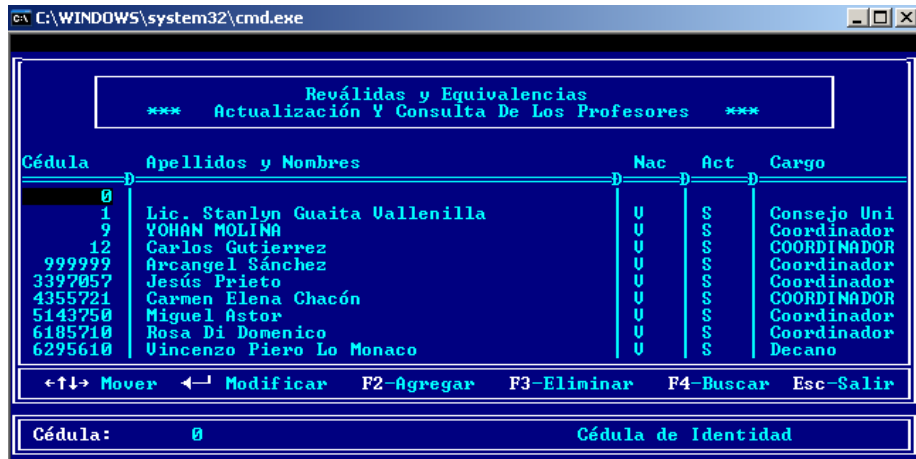 C:\WINDOWS\system32\cmd.exe
Reválidas y Equivalencias
*** Actualización Y Consulta De Los Profesores ***
Cédula Apellidos y Nombres Nac Act Cargo
0
1 Lic. Stanlyn Guaita Vallenilla V S Consejo Uni
9 YOHAN MOLIÑA V S Coordinador
12 Carlos Gutierrez V S COORDINADOR
999999 Arcangel Sánchez V S Coordinador
3397057 Jesús Prieto V S Coordinador
4355721 Carmen Elena Chacón V S COORDINADOR
5143750 Miguel Astor V S Coordinador
6185710 Rosa Di Domenico V S Coordinador
6295610 Vincenzo Piero Lo Monaco V S Decano
←↑↓→ Mover ◄─┘ Modificar F2-Agregar F3-Eliminar F4-Buscar Esc-Salir
Cédula: 0 Cédula de Identidad